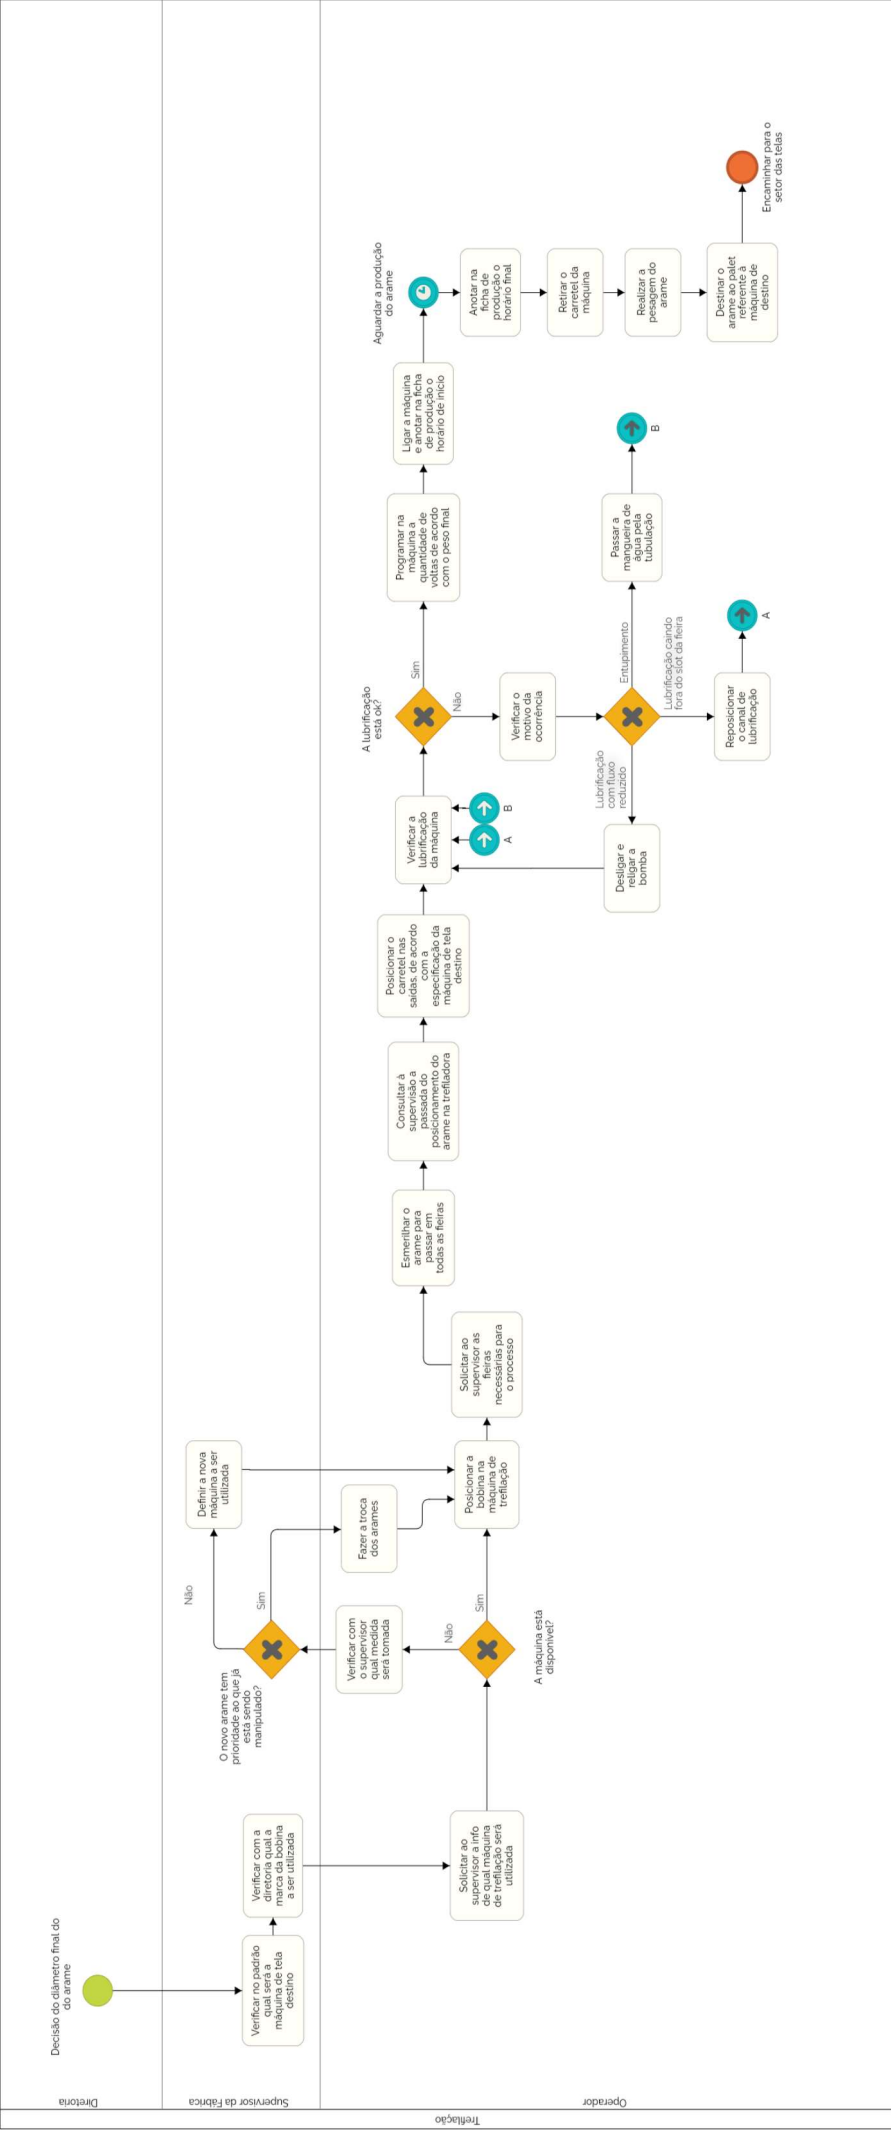 Trefilação
Diretoria
Supervisor da Fábrica
Operador
Decisão do diâmetro final do
do arame
Verificar no padrão
qual será a
máquina de tela
destino
Verificar com a
diretoria qual a
marca da bobina
a ser utilizada
Solicitar ao
supervisor a info
de qual máquina
de trefilação será
utilizada
A máquina está
disponível?
Não
Sim
Verificar com
o supervisor
qual medida
será tomada
O novo arame tem
prioridade ao que já
está sendo
manipulado?
Não
Sim
Definir a nova
máquina a ser
utilizada
Fazer a troca
dos arames
Posicionar a
bobina na
máquina de
trefilação
Solicitar ao
supervisor as
fieiras
necessárias para
o processo
Esmerilhar o
arame para
passar em
todas as fieiras
Consultar à
supervisão a
passada do
posicionamento do
arame na trefiladora
Posicionar o
carretel nas
saídas, de acordo
com a
especificação da
máquina de tela
destino
Verificar a
lubrificação
da máquina
A
B
A lubrificação
está ok?
Sim
Não
Verificar o
motivo da
ocorrência
Lubrificação
com fluxo
reduzido
Entupimento
Lubrificação caindo
fora do slot da fieira
Desligar e
religar a
bomba
Passar a
mangueira de
água pela
tubulação
B
Reposicionar
o canal de
lubrificação
A
Programar na
máquina a
quantidade de
voltas de acordo
com o peso final
Ligar a máquina
e anotar na ficha
de produção o
horário de início
Aguardar a produção
do arame
Anotar na
ficha de
produção o
horário final
Retirar o
carretel da
máquina
Realizar a
pesagem do
arame
Destinar o
arame ao palet
referente à
máquina de
destino
Encaminhar para o
setor das telas